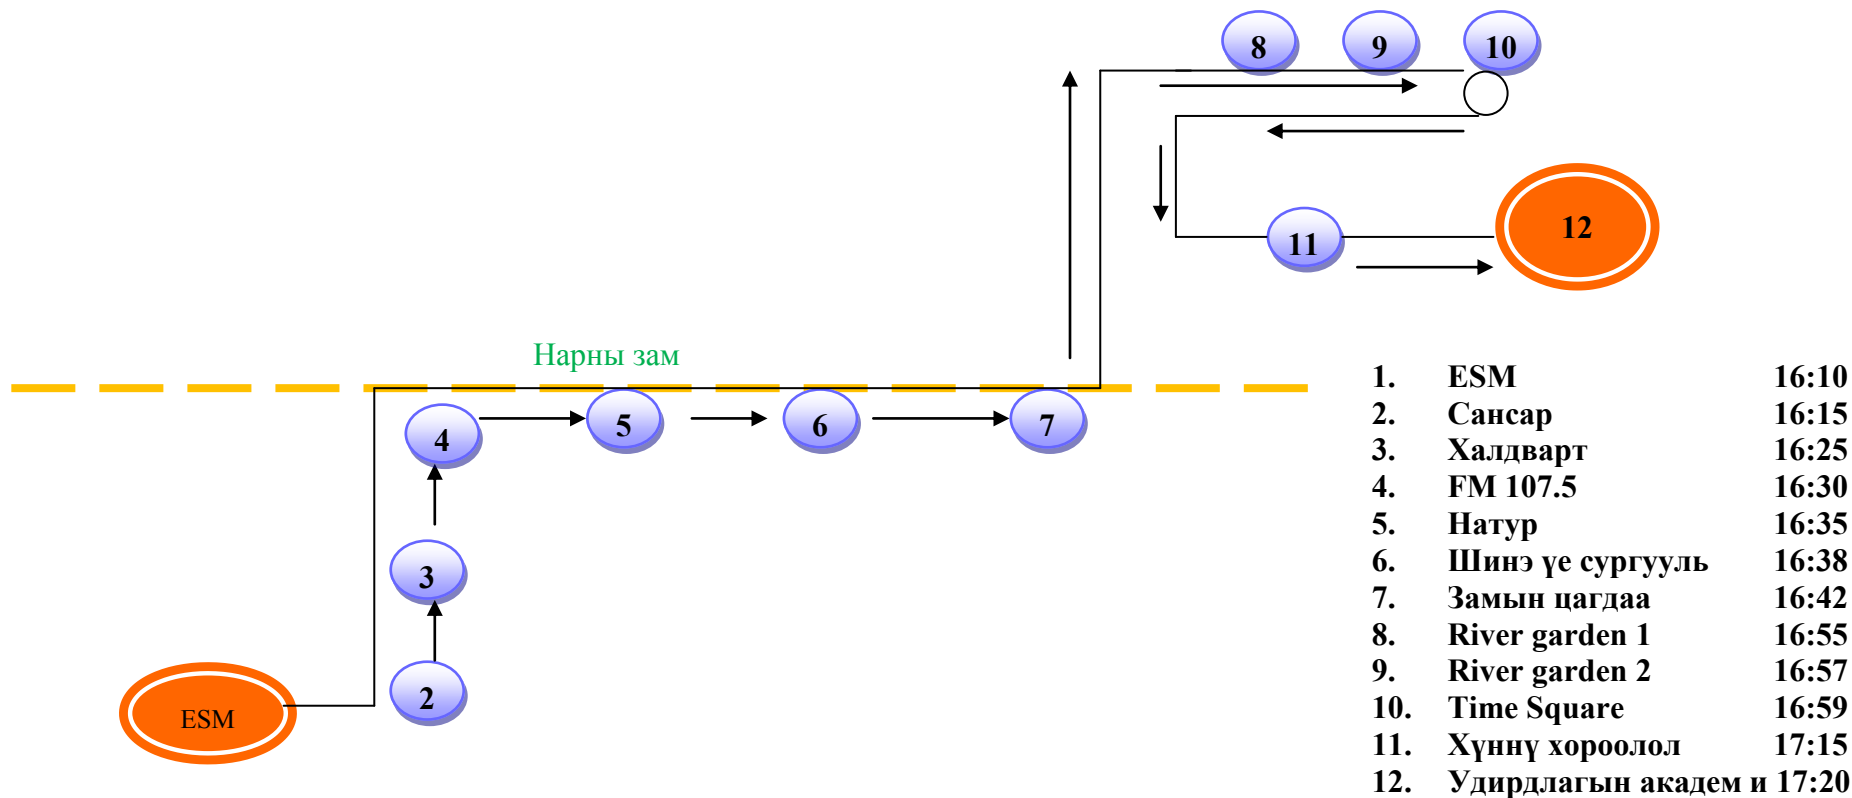 8 9 10
11 12
Нарны зам
4 5 6 7
3
2
ESM
1. ESM 16:10
2. Сансар 16:15
3. Халдварт 16:25
4. FM 107.5 16:30
5. Натур 16:35
6. Шинэ үе сургууль 16:38
7. Замын цагдаа 16:42
8. River garden 1 16:55
9. River garden 2 16:57
10. Time Square 16:59
11. Хүннү хороолол 17:15
12. Удирдлагын академ и 17:20